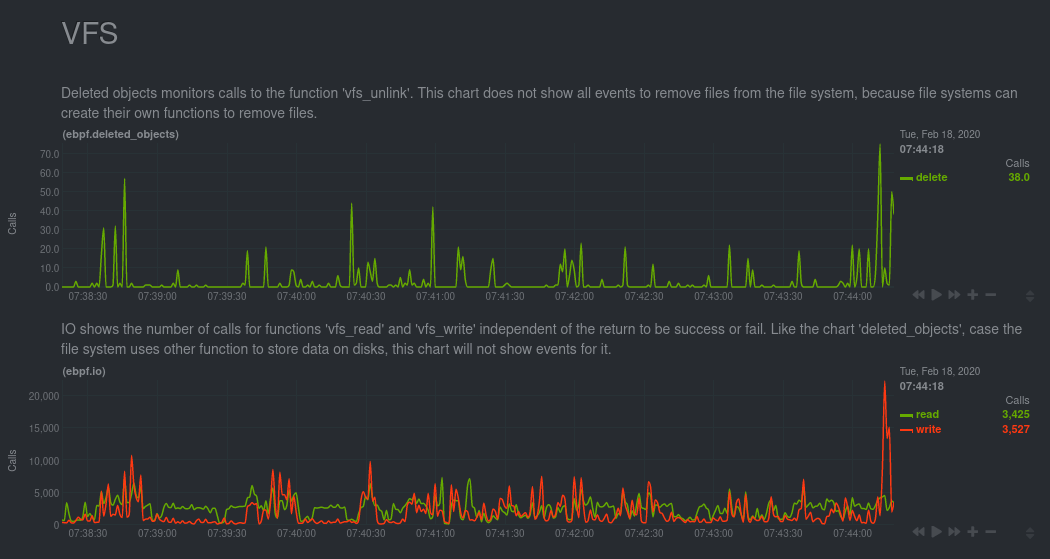 VFS
Deleted objects monitors calls to the function 'vfs_unlink'. This chart does not show all events to remove files from the file system, because file systems can
create their own functions to remove files.
(ebpf.deleted_objects)
Tue, Feb 18, 2020
07:44:18
Calls
delete 38.0
Calls
70.0
60.0
50.0
40.0
30.0
20.0
10.0
0.0
07:38:30 07:39:00 07:39:30 07:40:00 07:40:30 07:41:00 07:41:30 07:42:00 07:42:30 07:43:00 07:43:30 07:44:00
IO shows the number of calls for functions 'vfs_read' and 'vfs_write' independent of the return to be success or fail. Like the chart 'deleted_objects', case the
file system uses other function to store data on disks, this chart will not show events for it.
(ebpf.io)
Tue, Feb 18, 2020
07:44:18
Calls
read 3,425
write 3,527
Calls
20,000
15,000
10,000
5,000
0
07:38:30 07:39:00 07:39:30 07:40:00 07:40:30 07:41:00 07:41:30 07:42:00 07:42:30 07:43:00 07:43:30 07:44:00